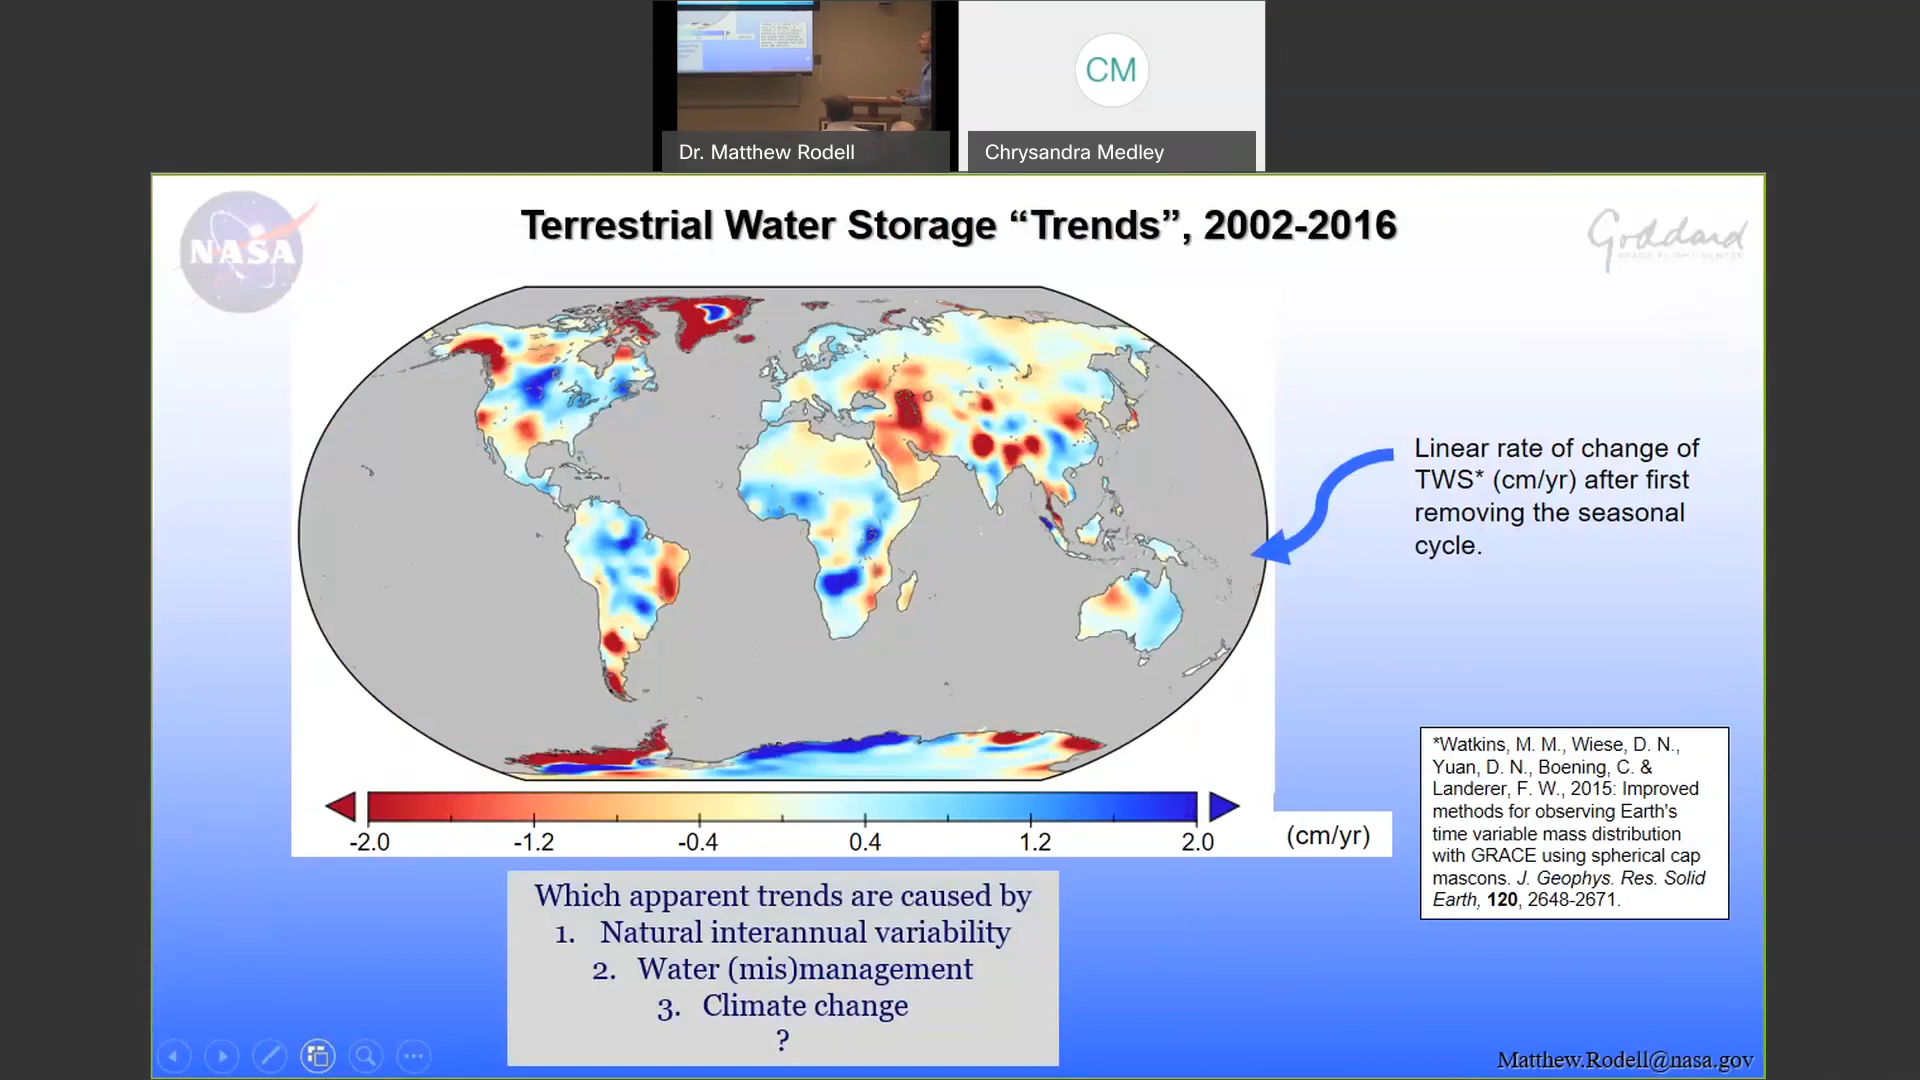 CM
Dr. Matthew Rodell
Chrysandra Medley
NASA
Terrestrial Water Storage “Trends”, 2002-2016
Goddard
SPACE FLIGHT CENTER
Linear rate of change of
TWS* (cm/yr) after first
removing the seasonal
cycle.
*Watkins, M. M., Wiese, D. N.,
Yuan, D. N., Boening, C. &
Landerer, F. W., 2015: Improved
methods for observing Earth's
time variable mass distribution
with GRACE using spherical cap
mascons. J. Geophys. Res. Solid
Earth, 120, 2648-2671.
-2.0 -1.2 -0.4 0.4 1.2 2.0 (cm/yr)
Which apparent trends are caused by
1. Natural interannual variability
2. Water (mis)management
3. Climate change
?
Matthew.Rodell@nasa.gov